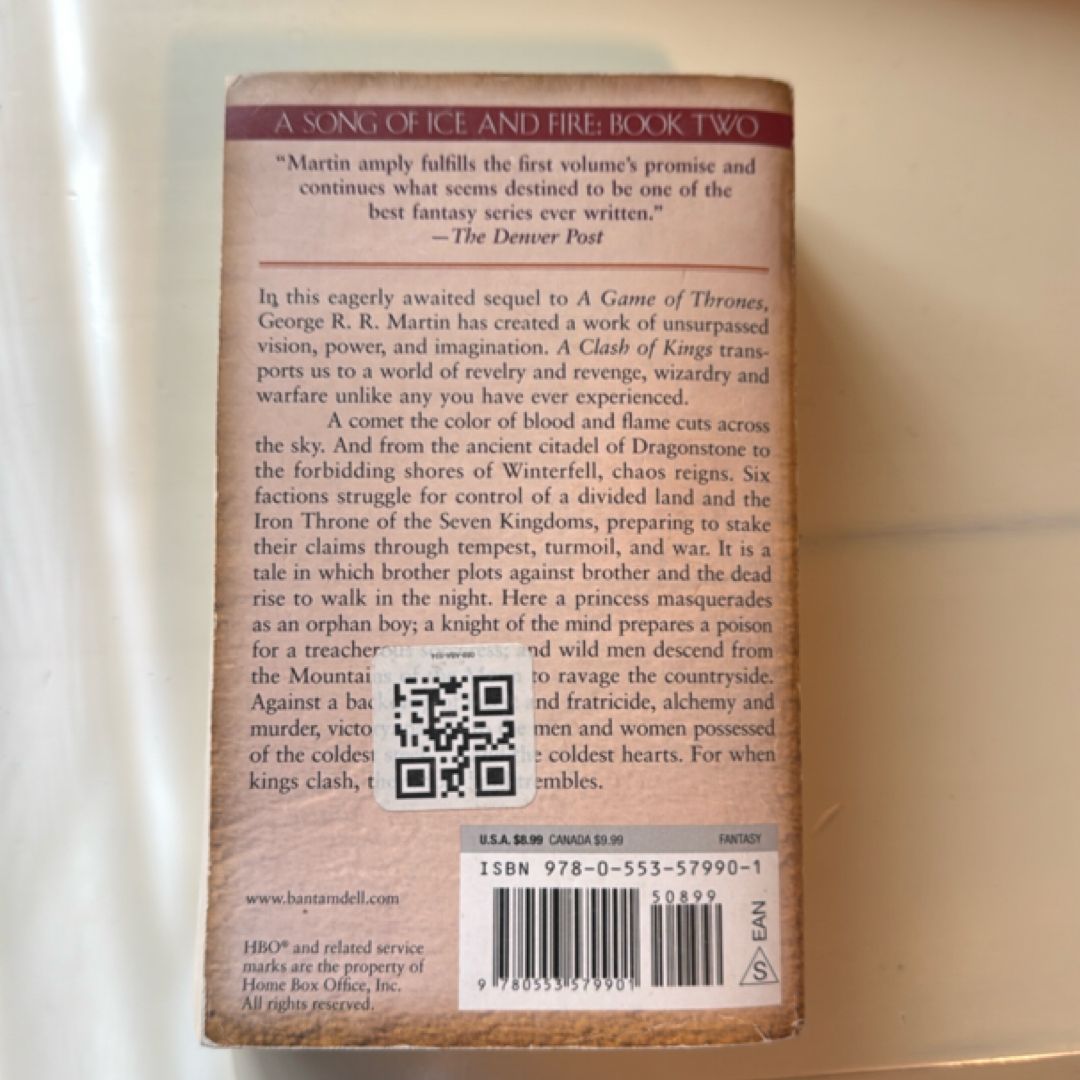 A SONG OF ICE AND FIRE: BOOK TWO
"Martin amply fulfills the first volume's promise and
continues what seems destined to be one of the
best fantasy series ever written."
—The Denver Post
In this eagerly awaited sequel to A Game of Thrones,
George R. R. Martin has created a work of unsurpassed
vision, power, and imagination. A Clash of Kings trans-
ports us to a world of revelry and revenge, wizardry and
warfare unlike any you have ever experienced.
A comet the color of blood and flame cuts across
the sky. And from the ancient citadel of Dragonstone to
the forbidding shores of Winterfell, chaos reigns. Six
factions struggle for control of a divided land and the
Iron Throne of the Seven Kingdoms, preparing to stake
their claims through tempest, turmoil, and war. It is a
tale in which brother plots against brother and the dead
rise to walk in the night. Here a princess masquerades
as an orphan boy; a knight of the mind prepares a poison
for a treacherous sorceress; and wild men descend from
the Mountains of the Moon to ravage the countryside.
Against a and fratricide, alchemy and
murder, men and women possessed
of the coldest coldest hearts. For when
kings clash, trembles.
U.S.A. $8.99 CANADA $9.99 FANTASY
ISBN 978-0-553-57990-1
50899
EAN
S
9 780553 579901
www.bantamdell.com
HBO® and related service
marks are the property of
Home Box Office, Inc.
All rights reserved.